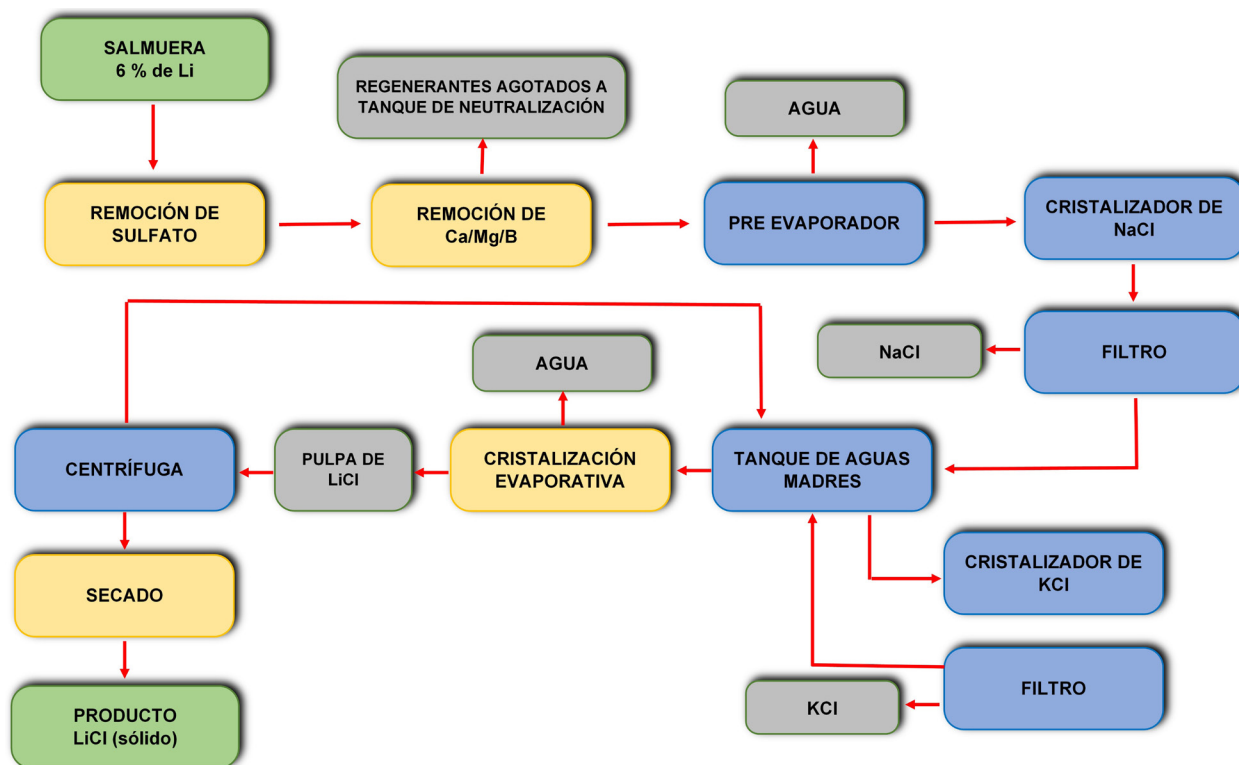 SALMUERA
6 % de Li
REGENERANTES AGOTADOS A
TANQUE DE NEUTRALIZACIÓN
AGUA
REMOCIÓN DE
SULFATO
REMOCIÓN DE
Ca/Mg/B
PRE EVAPORADOR
CRISTALIZADOR DE
NaCl
FILTRO
NaCl
AGUA
CENTRÍFUGA
PULPA DE
LiCl
CRISTALIZACIÓN
EVAPORATIVA
TANQUE DE AGUAS
MADRES
CRISTALIZADOR DE
KCl
SECADO
FILTRO
KCl
PRODUCTO
LiCl (sólido)